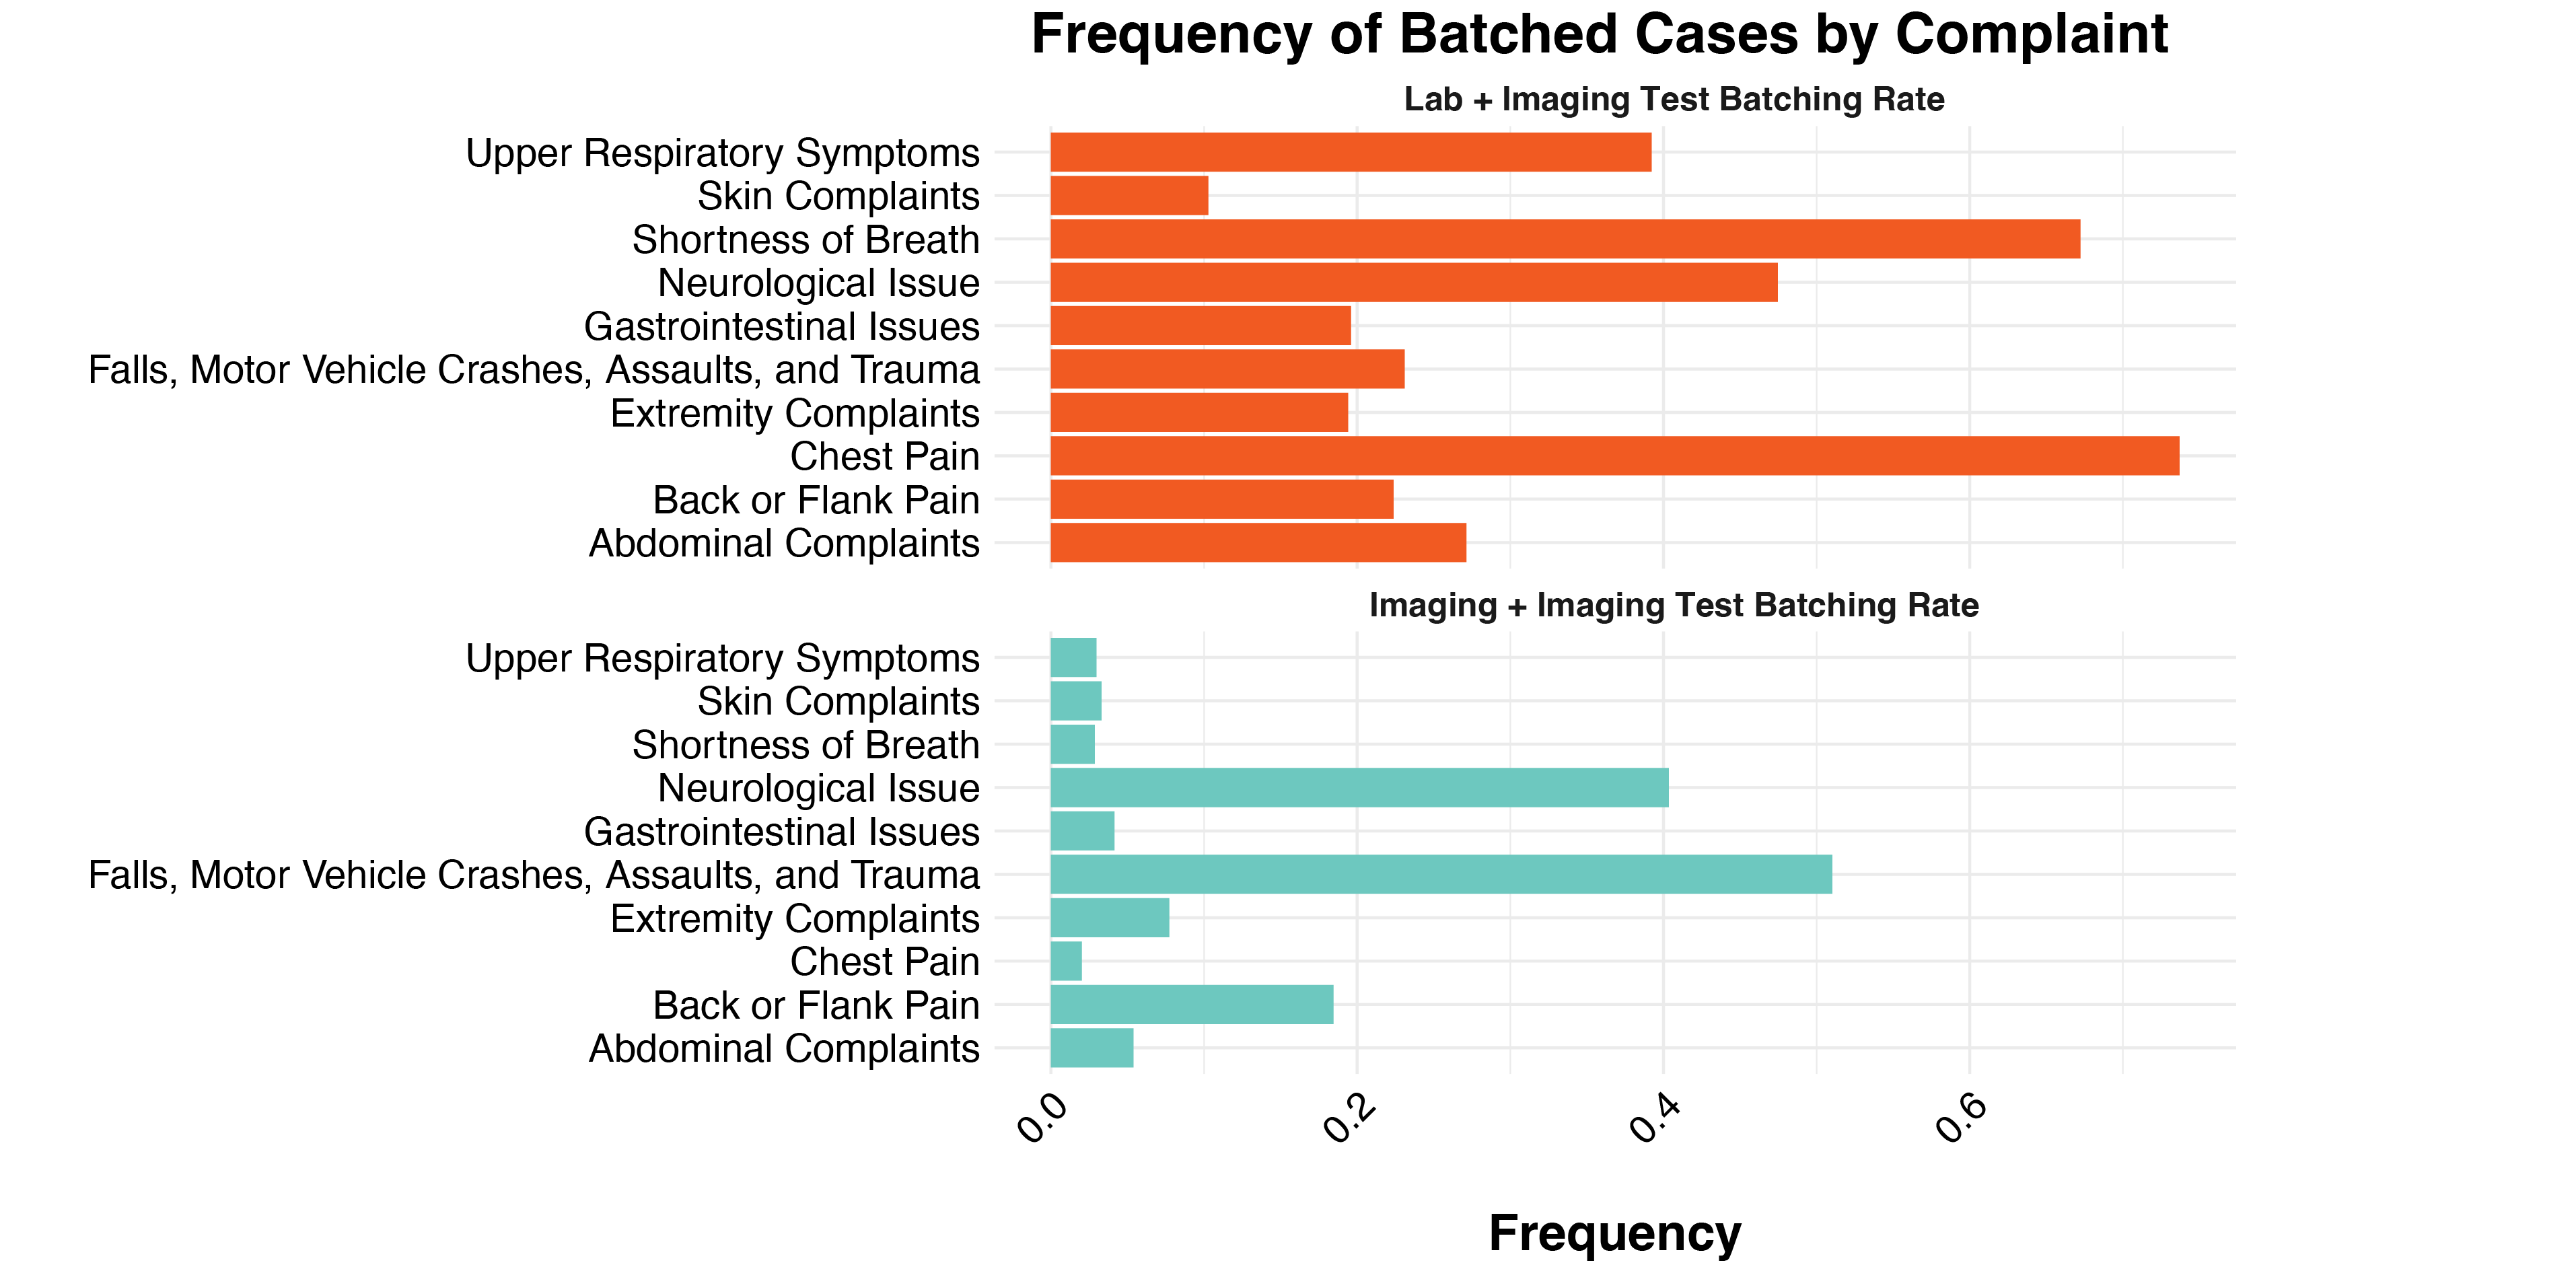 Frequency of Batched Cases by Complaint
Lab + Imaging Test Batching Rate
Upper Respiratory Symptoms
Skin Complaints
Shortness of Breath
Neurological Issue
Gastrointestinal Issues
Falls, Motor Vehicle Crashes, Assaults, and Trauma
Extremity Complaints
Chest Pain
Back or Flank Pain
Abdominal Complaints
Imaging + Imaging Test Batching Rate
Upper Respiratory Symptoms
Skin Complaints
Shortness of Breath
Neurological Issue
Gastrointestinal Issues
Falls, Motor Vehicle Crashes, Assaults, and Trauma
Extremity Complaints
Chest Pain
Back or Flank Pain
Abdominal Complaints
0.0 0.2 0.4 0.6
Frequency